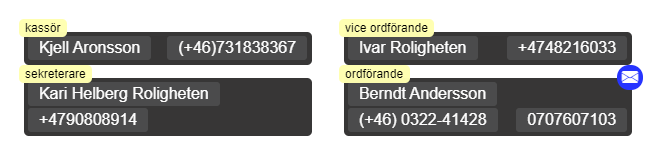 kassör
Kjell Aronsson (+46)731838367
vice ordförande
Ivar Roligheten +4748216033
sekreterare
Kari Helberg Roligheten
+4790808914
ordförande
Berndt Andersson
(+46) 0322-41428 0707607103